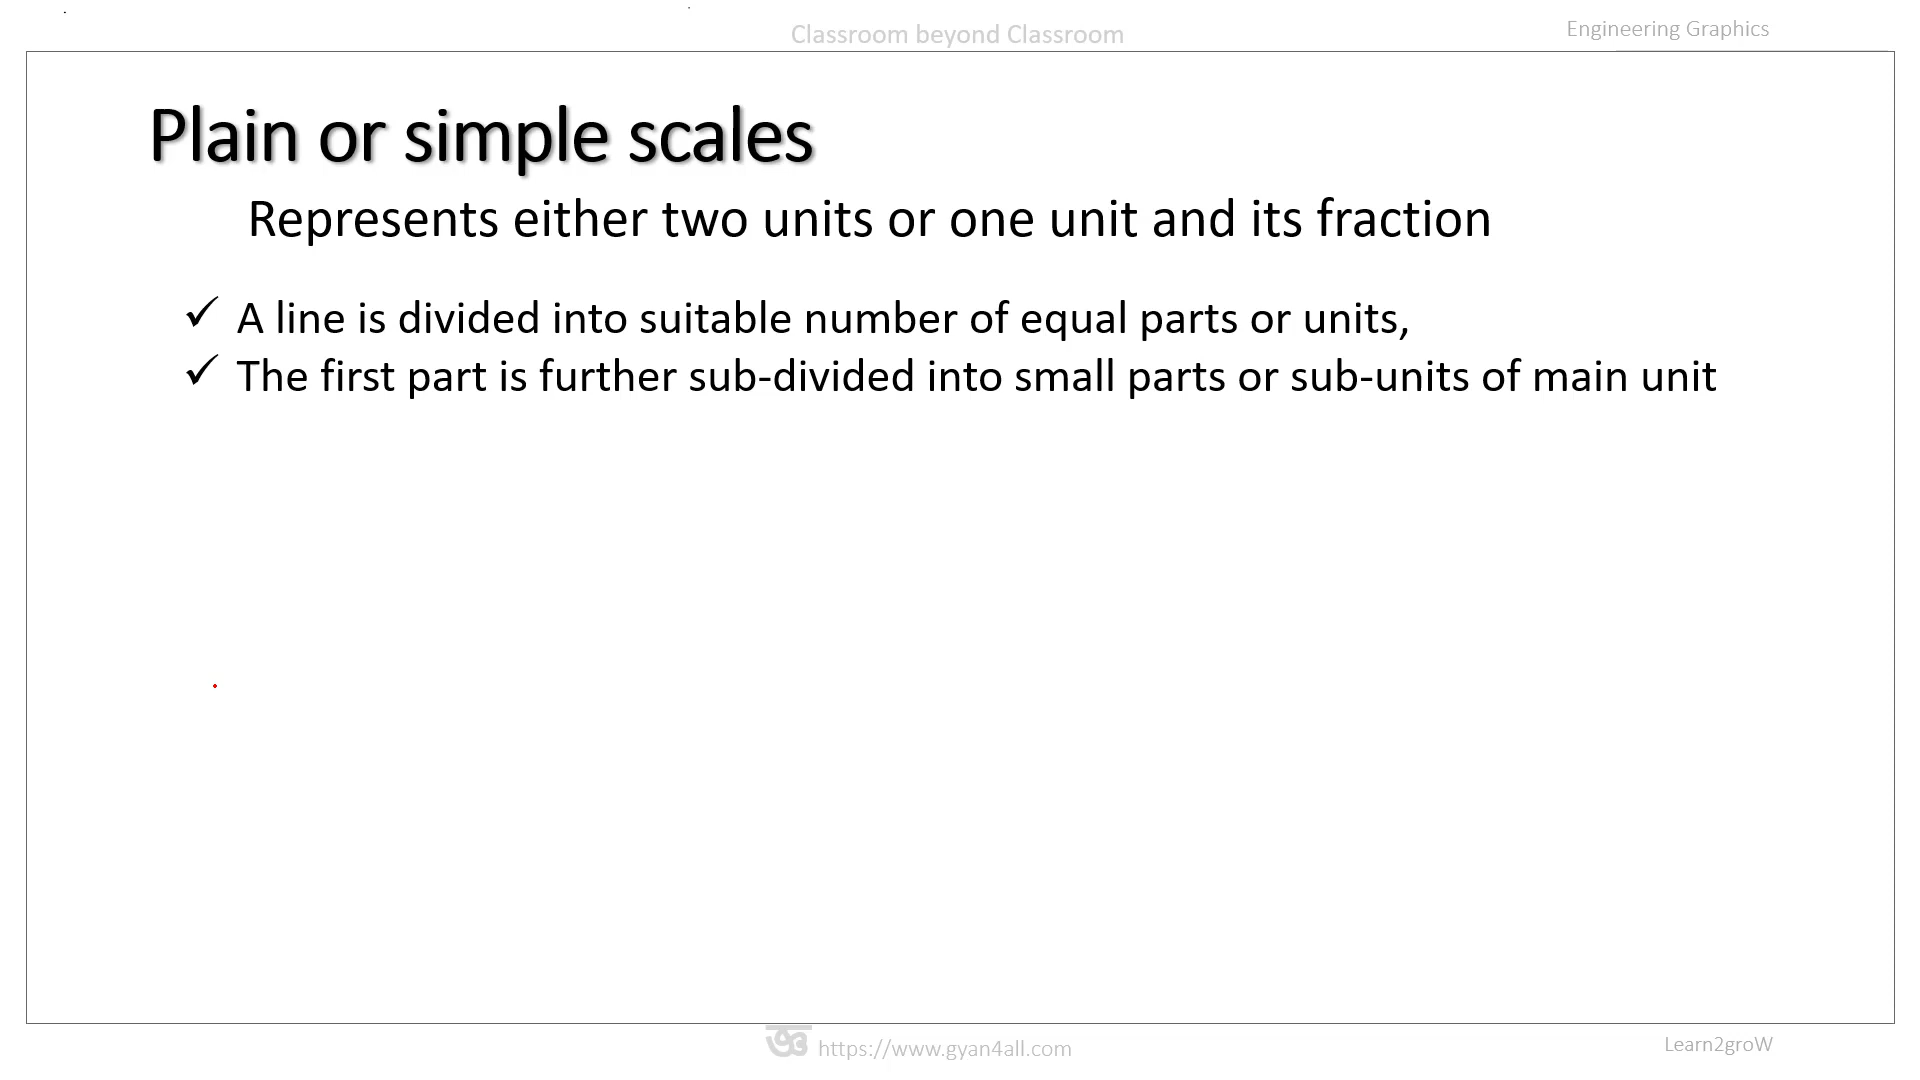 Classroom beyond Classroom
Engineering Graphics
Plain or simple scales
Represents either two units or one unit and its fraction
✓ A line is divided into suitable number of equal parts or units,
✓ The first part is further sub-divided into small parts or sub-units of main unit
https://www.gyan4all.com
Learn2groW